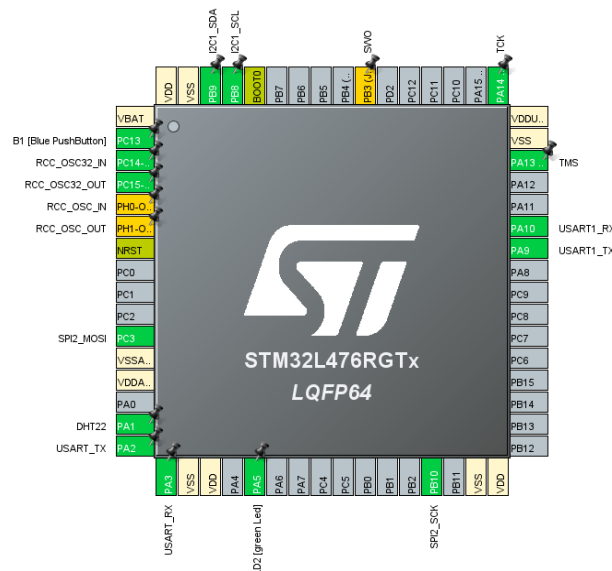 I2C1_SDA
I2C1_SCL
SWO
TCK
VDD
VSS
PB9
PB8
BOOT0
PB7
PB6
PB5
PB4 (..
PB3 (J..
PD2
PC12
PC11
PC10
PA15 ..
PA14 ..
VBAT
B1 [Blue PushButton]
PC13
RCC_OSC32_IN
PC14-..
RCC_OSC32_OUT
PC15-..
RCC_OSC_IN
PH0-O..
RCC_OSC_OUT
PH1-O..
NRST
PC0
PC1
PC2
SPI2_MOSI
PC3
VSSA..
VDDA..
PA0
DHT22
PA1
USART_TX
PA2
ST
STM32L476RGTx
LQFP64
VDDU..
VSS
PA13 ..
TMS
PA12
PA11
PA10
USART1_RX
PA9
USART1_TX
PA8
PC9
PC8
PC7
PC6
PB15
PB14
PB13
PB12
PA3
VSS
VDD
PA4
PA5
PA6
PA7
PC4
PC5
PB0
PB1
PB2
PB10
PB11
VSS
VDD
USART_RX
.D2 [green Led]
SPI2_SCK